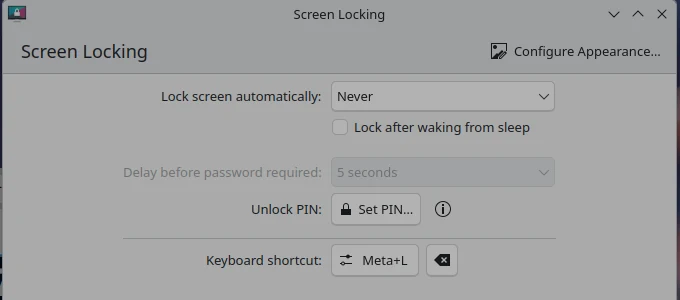 Screen Locking
Screen Locking
Configure Appearance...
Lock screen automatically: Never
Lock after waking from sleep
Delay before password required: 5 seconds
Unlock PIN: Set PIN...
Keyboard shortcut: Meta+L